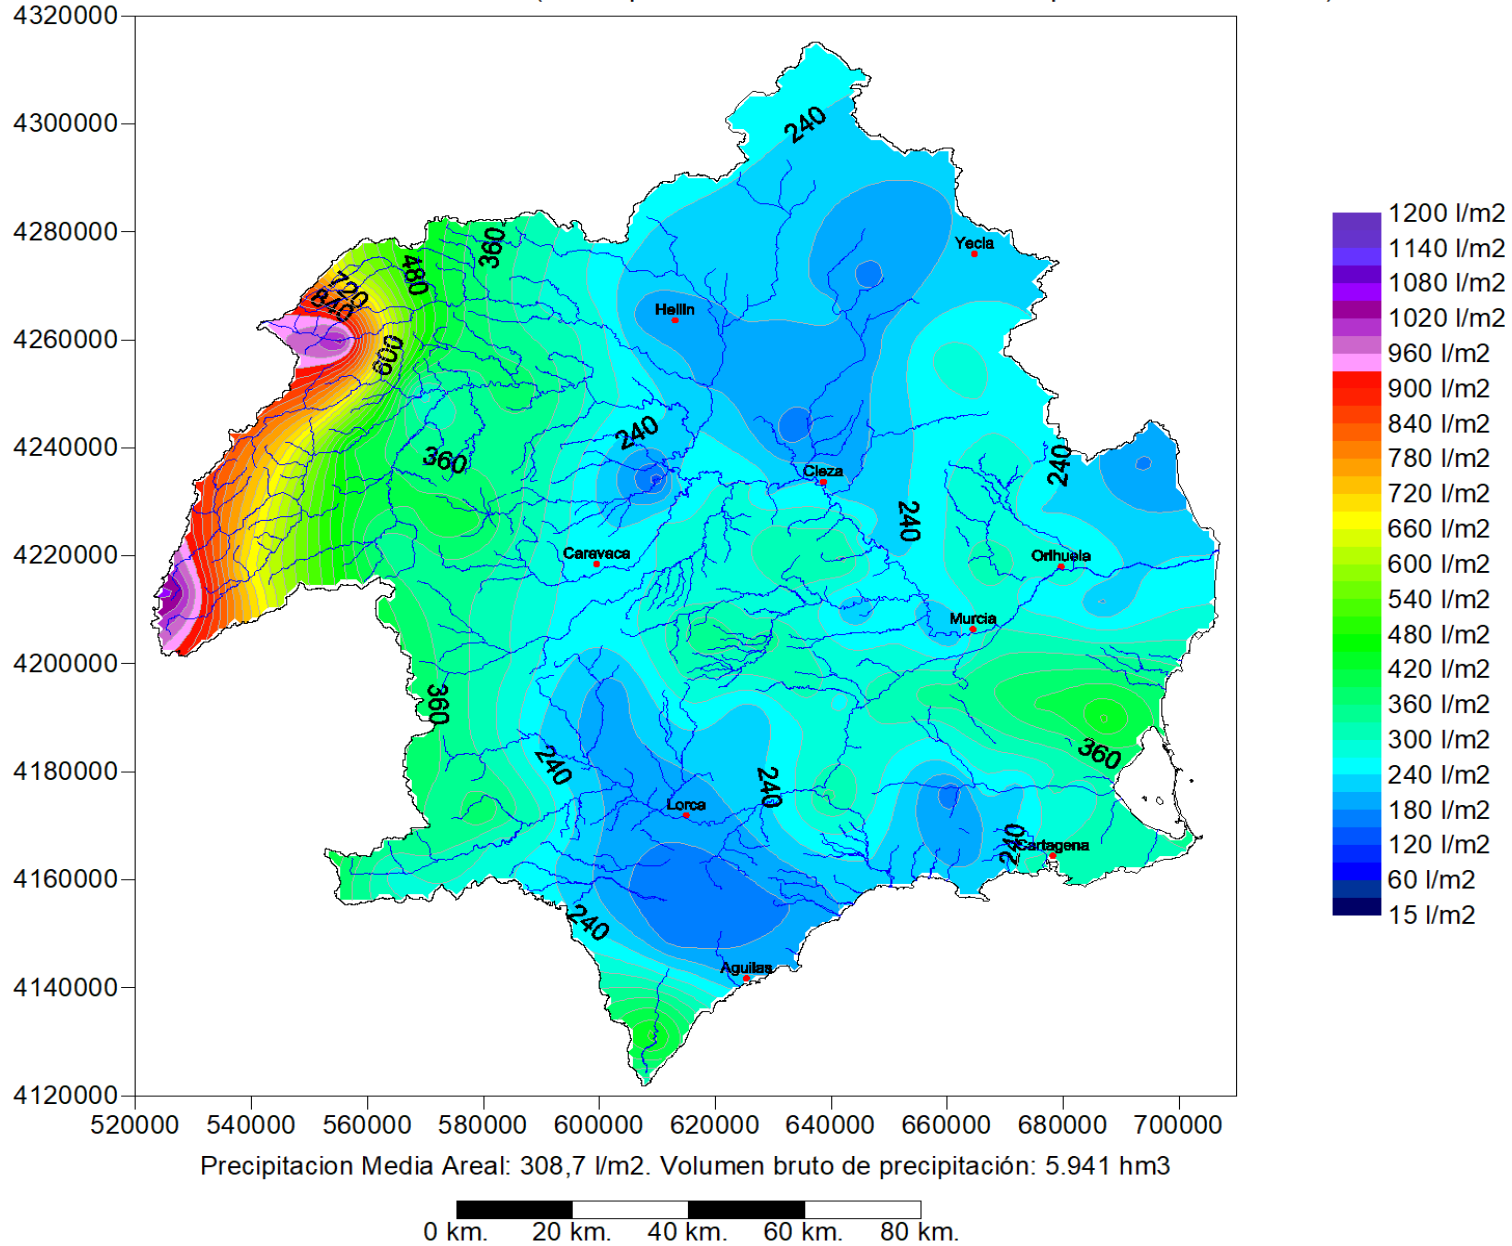 4320000
4300000
240
1200 l/m2
4280000
360
Yecla
1140 l/m2
480
1080 l/m2
720
840
Hellin
1020 l/m2
4260000
600
960 l/m2
900 l/m2
840 l/m2
4240000
240
360
240
780 l/m2
Cieza
720 l/m2
240
660 l/m2
4220000
Caravaca
Orihuela
600 l/m2
540 l/m2
Murcia
480 l/m2
4200000
420 l/m2
360
360 l/m2
300 l/m2
360
4180000
240
240
240 l/m2
Lorca
180 l/m2
240
Cartagena
120 l/m2
4160000
60 l/m2
240
15 l/m2
Aguilas
4140000
4120000
520000 540000 560000 580000 600000 620000 640000 660000 680000 700000
Precipitacion Media Areal: 308,7 l/m2. Volumen bruto de precipitación: 5.941 hm3
0 km. 20 km. 40 km. 60 km. 80 km.